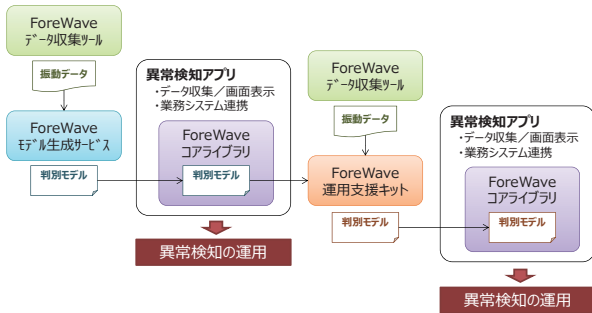 ForeWave
データ収集ツール
振動データ
ForeWave
モデル生成サービス
判別モデル
異常検知アプリ
・データ収集／画面表示
・業務システム連携
ForeWave
コアライブラリ
判別モデル
異常検知の運用
ForeWave
データ収集ツール
振動データ
ForeWave
運用支援キット
判別モデル
異常検知アプリ
・データ収集／画面表示
・業務システム連携
ForeWave
コアライブラリ
判別モデル
異常検知の運用